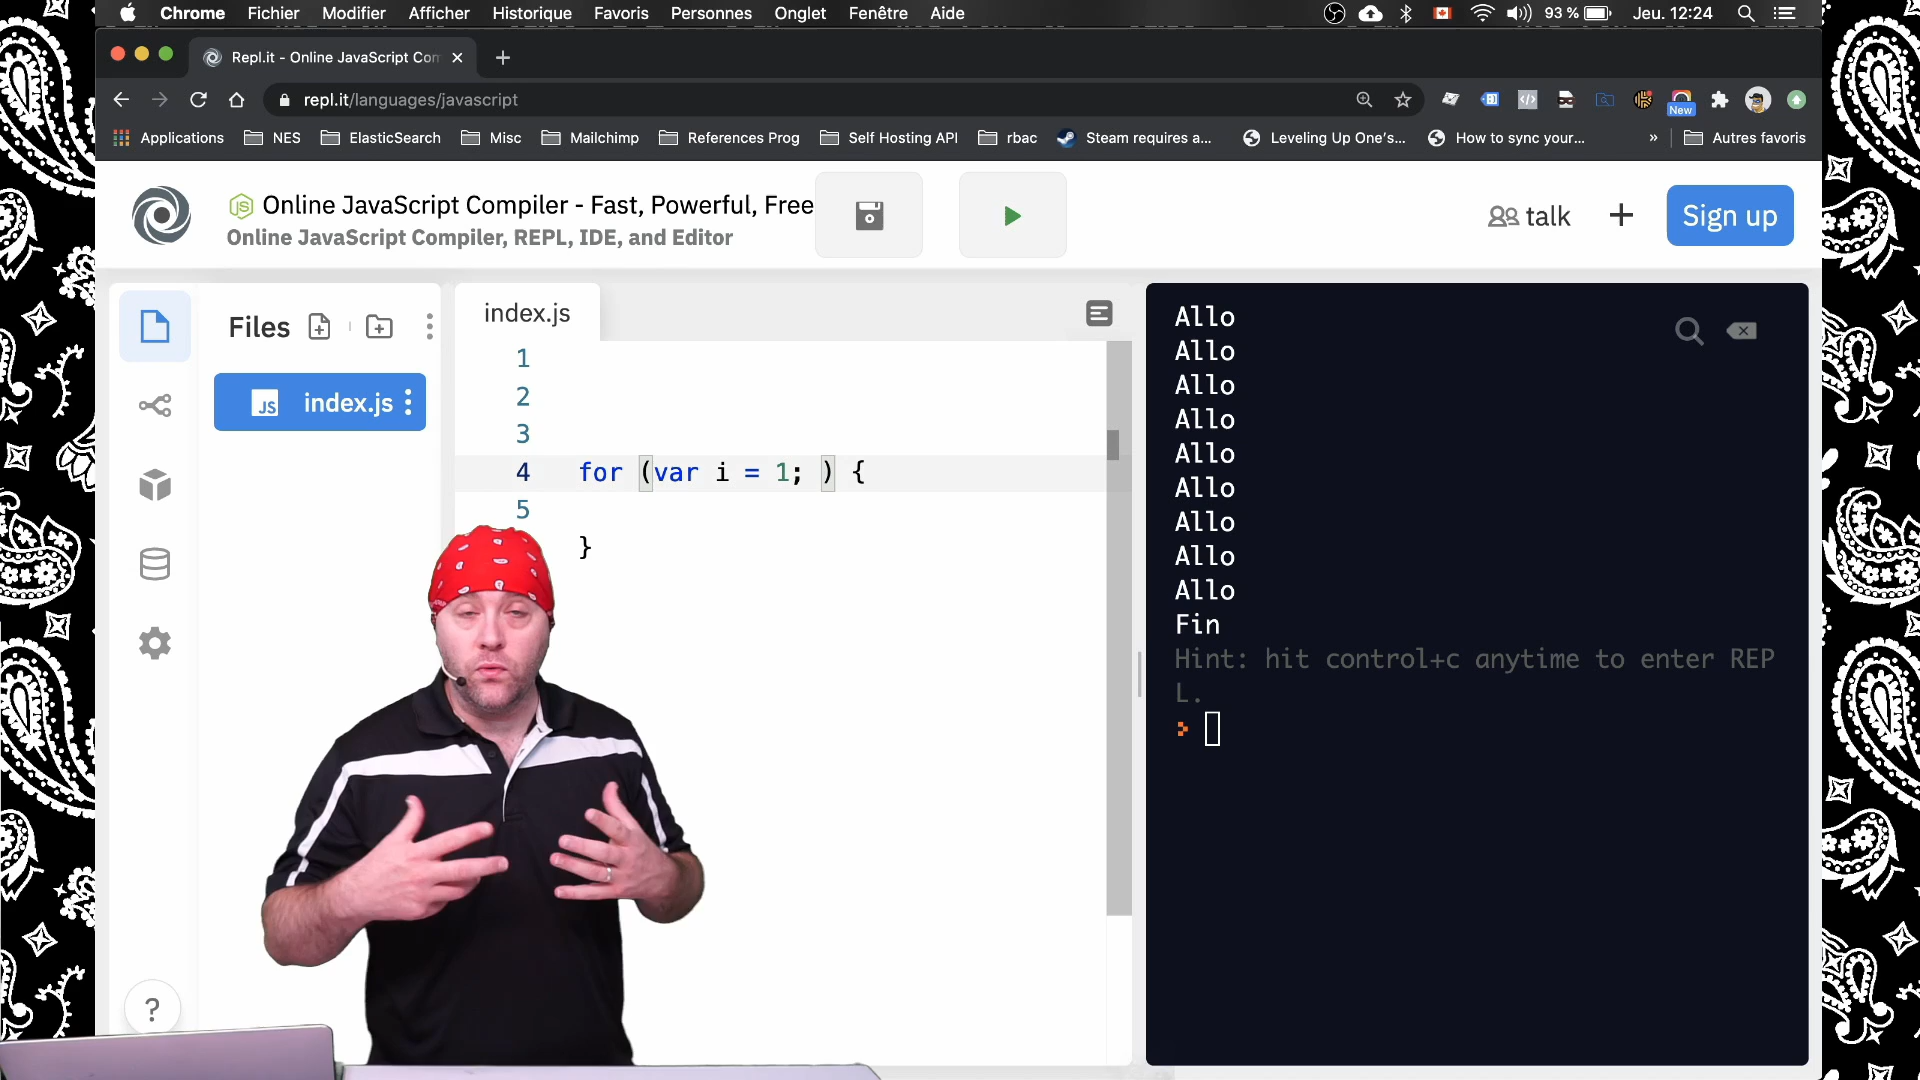 Chrome Fichier Modifier Afficher Historique Favoris Personnes Onglet Fenêtre Aide 93 % Jeu. 12:24
Repl.it - Online JavaScript Com
repl.it/languages/javascript
New
Applications NES ElasticSearch Misc Mailchimp References Prog Self Hosting API rbac Steam requires a... Leveling Up One's... How to sync your... » Autres favoris
JS Online JavaScript Compiler - Fast, Powerful, Free
Online JavaScript Compiler, REPL, IDE, and Editor
talk + Sign up
Files
JS index.js
index.js
1
2
3
4 for (var i = 1; ) {
5
}
?
Allo
Allo
Allo
Allo
Allo
Allo
Allo
Allo
Allo
Fin
Hint: hit control+c anytime to enter REP
L.
>